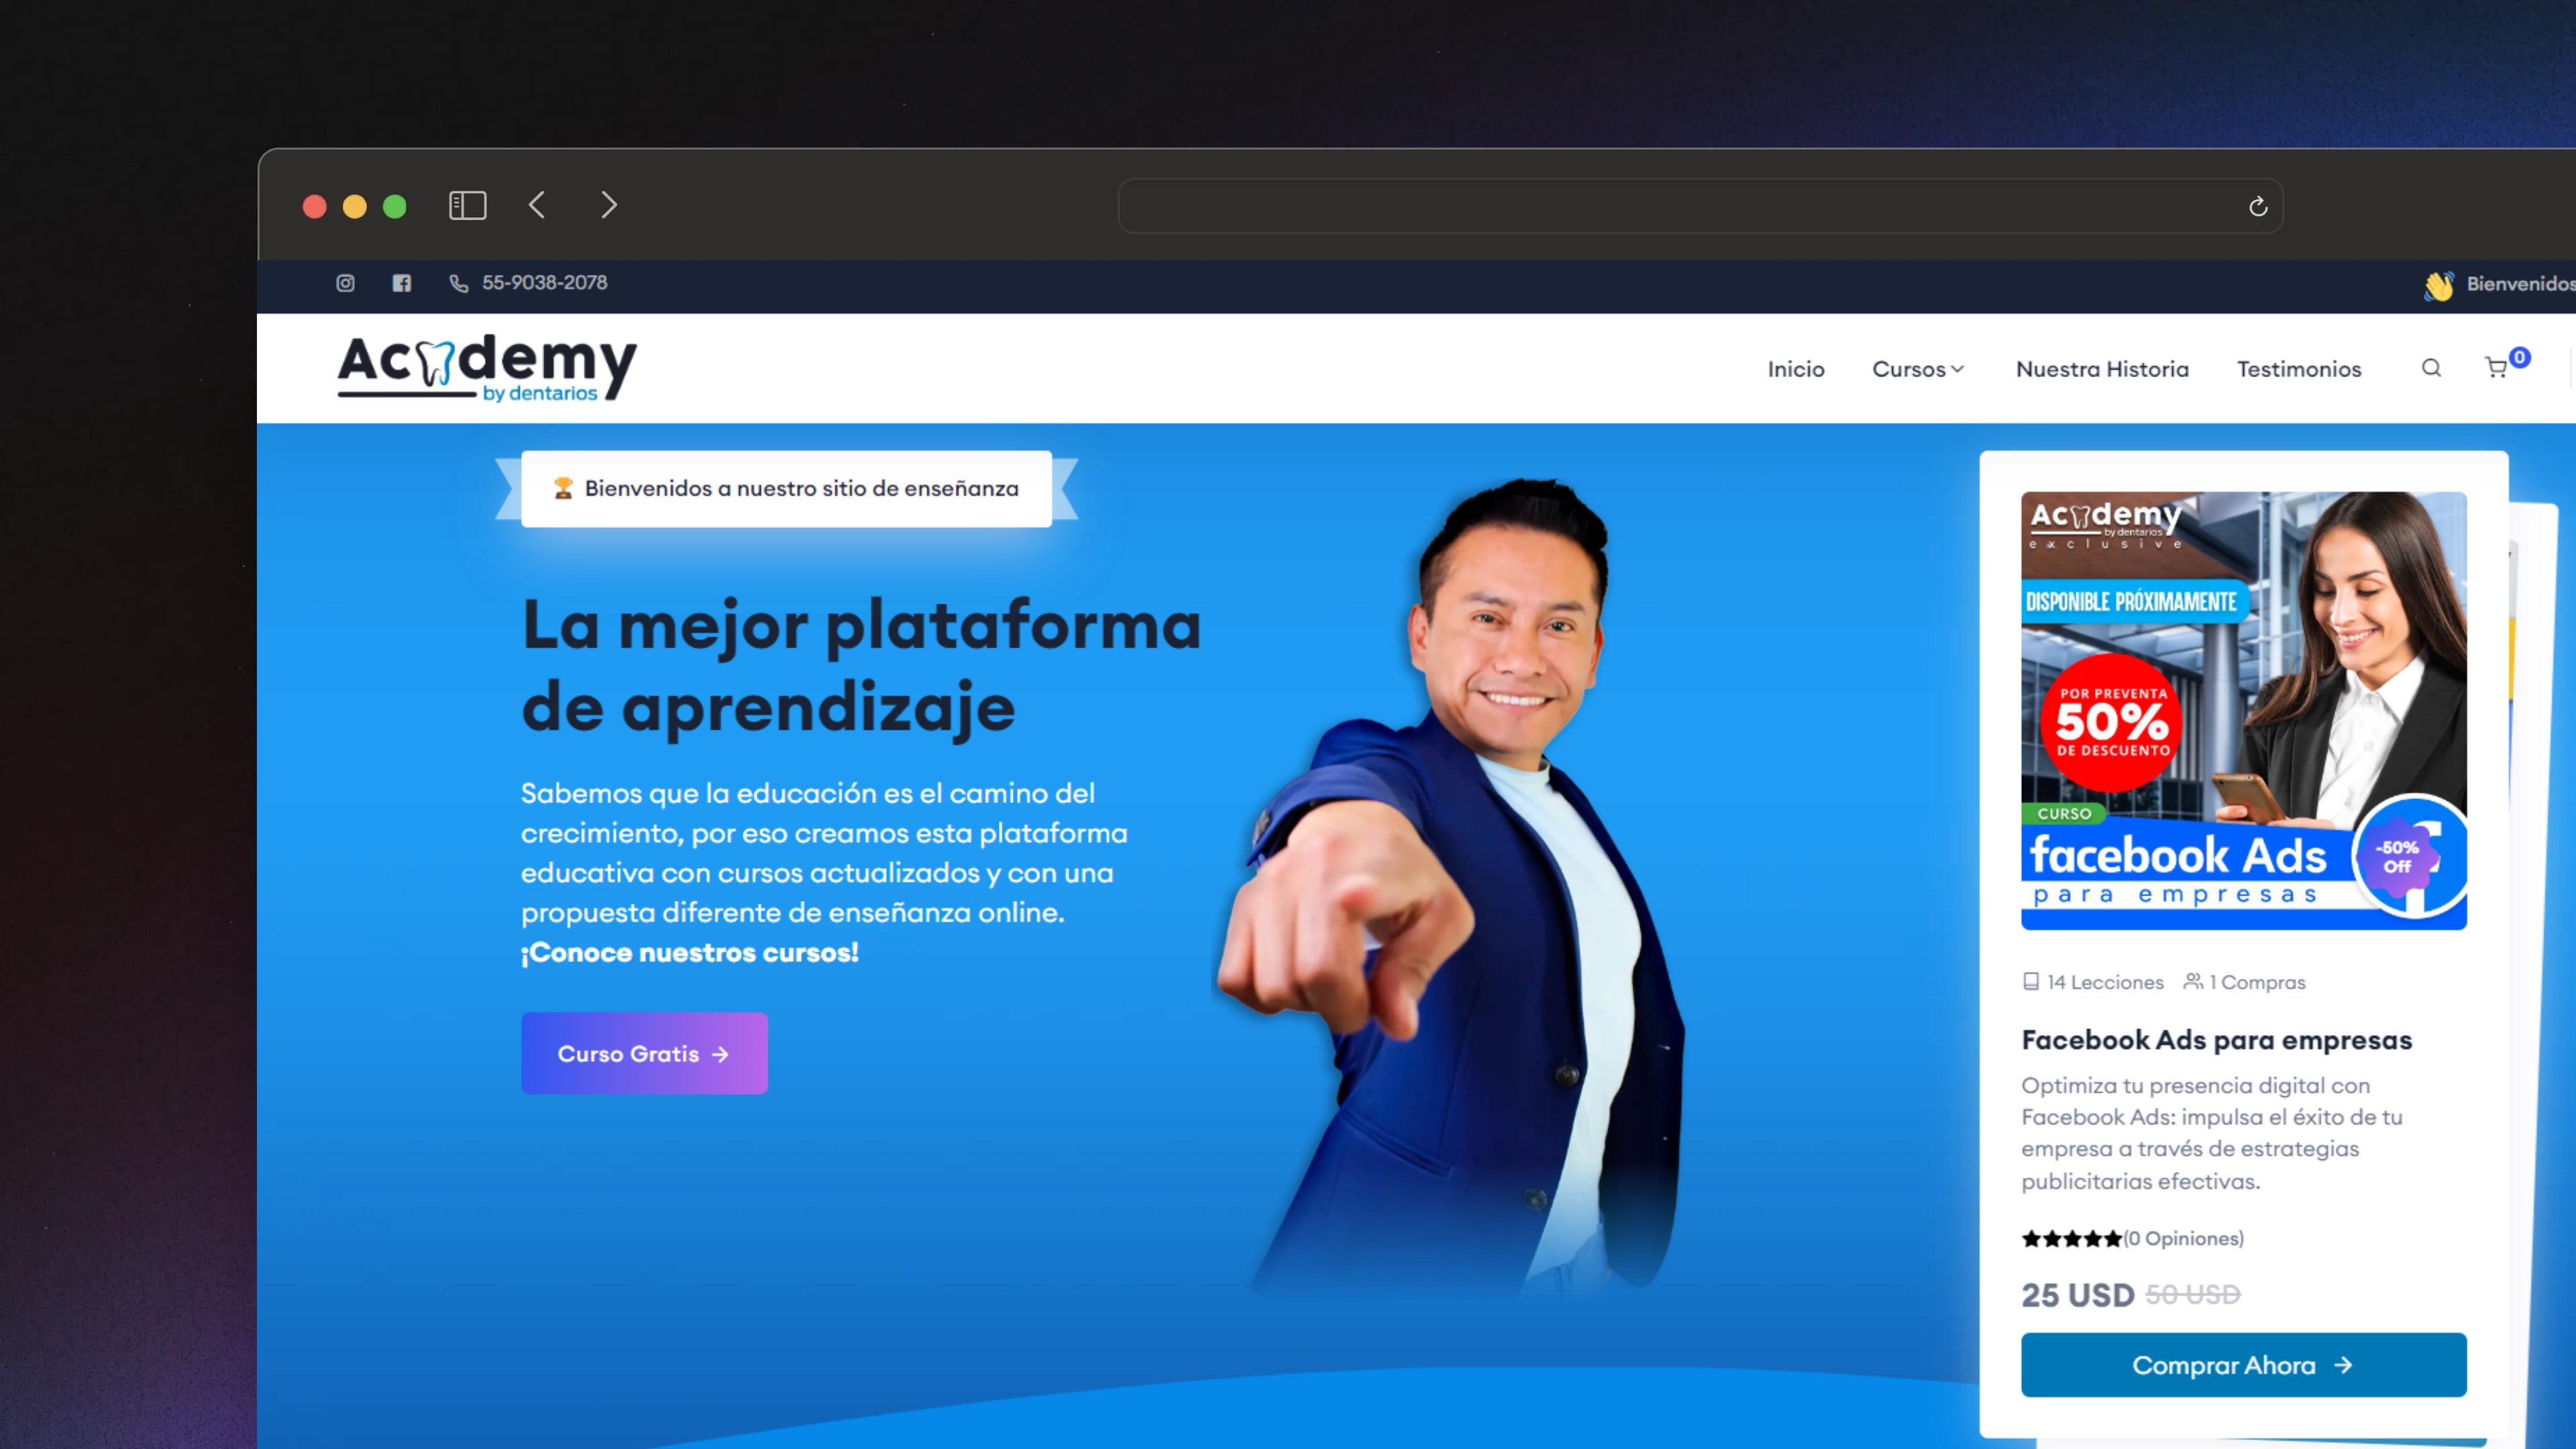 55-9038-2078
👋 Bienvenidos
Academy
by dentarios
Inicio
Cursos
Nuestra Historia
Testimonios
0
🏆 Bienvenidos a nuestro sitio de enseñanza
La mejor plataforma
de aprendizaje
Sabemos que la educación es el camino del
crecimiento, por eso creamos esta plataforma
educativa con cursos actualizados y con una
propuesta diferente de enseñanza online.
¡Conoce nuestros cursos!
Curso Gratis →
Academy
by dentarios
exclusive
DISPONIBLE PRÓXIMAMENTE
POR PREVENTA
50%
DE DESCUENTO
CURSO
facebook Ads
para empresas
-50%
Off
14 Lecciones 1 Compras
Facebook Ads para empresas
Optimiza tu presencia digital con
Facebook Ads: impulsa el éxito de tu
empresa a través de estrategias
publicitarias efectivas.
★★★★★(0 Opiniones)
25 USD 50 USD
Comprar Ahora →